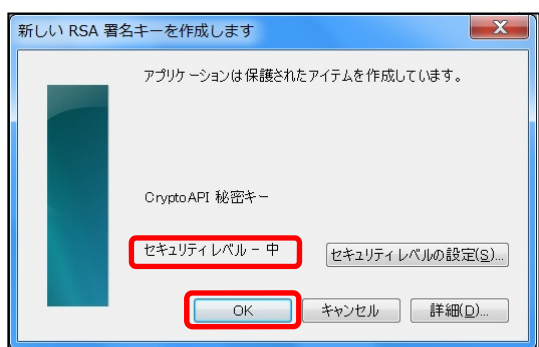 新しい RSA 署名キーを作成します
X
アプリケーションは保護されたアイテムを作成しています。
CryptoAPI 秘密キー
セキュリティ レベル - 中
セキュリティ レベルの設定(S)...
OK
キャンセル
詳細(D)...